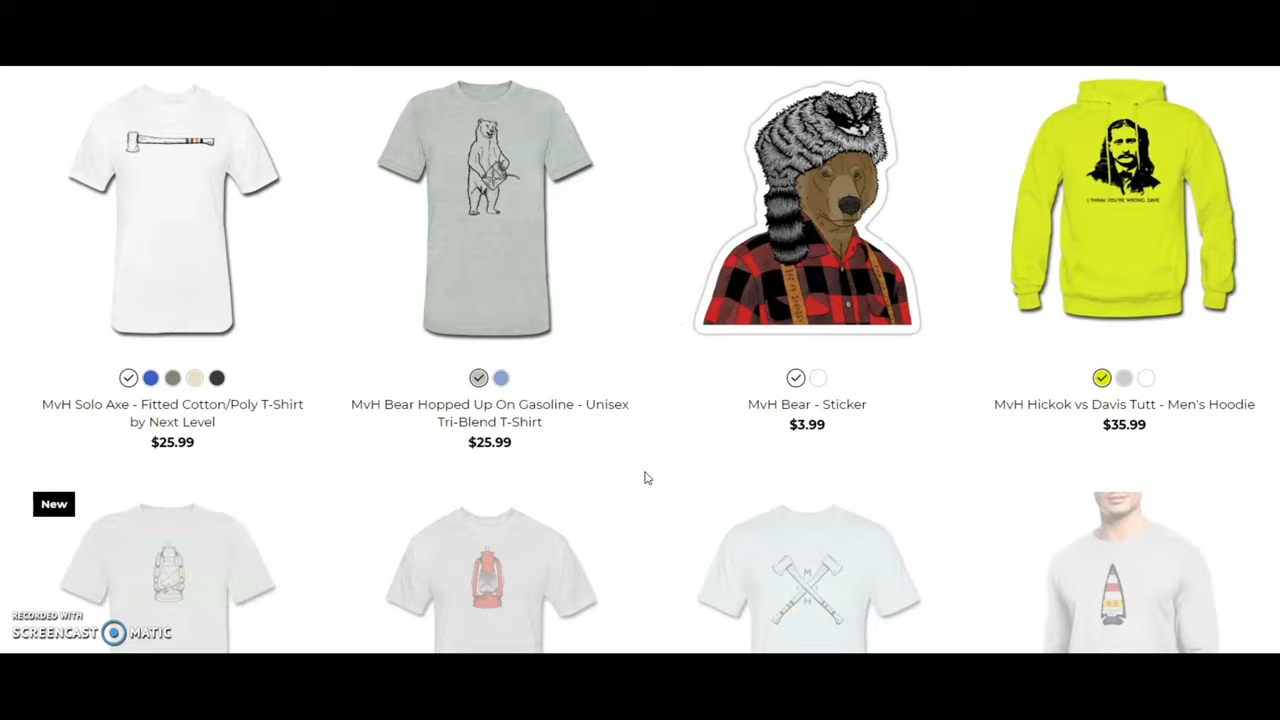 I THINK YOU'RE WRONG, DAVE
MvH Solo Axe - Fitted Cotton/Poly T-Shirt
by Next Level
$25.99
MvH Bear Hopped Up On Gasoline - Unisex
Tri-Blend T-Shirt
$25.99
MvH Bear - Sticker
$3.99
MvH Hickok vs Davis Tutt - Men's Hoodie
$35.99
New
M
H
RECORDED WITH
SCREENCAST MATIC